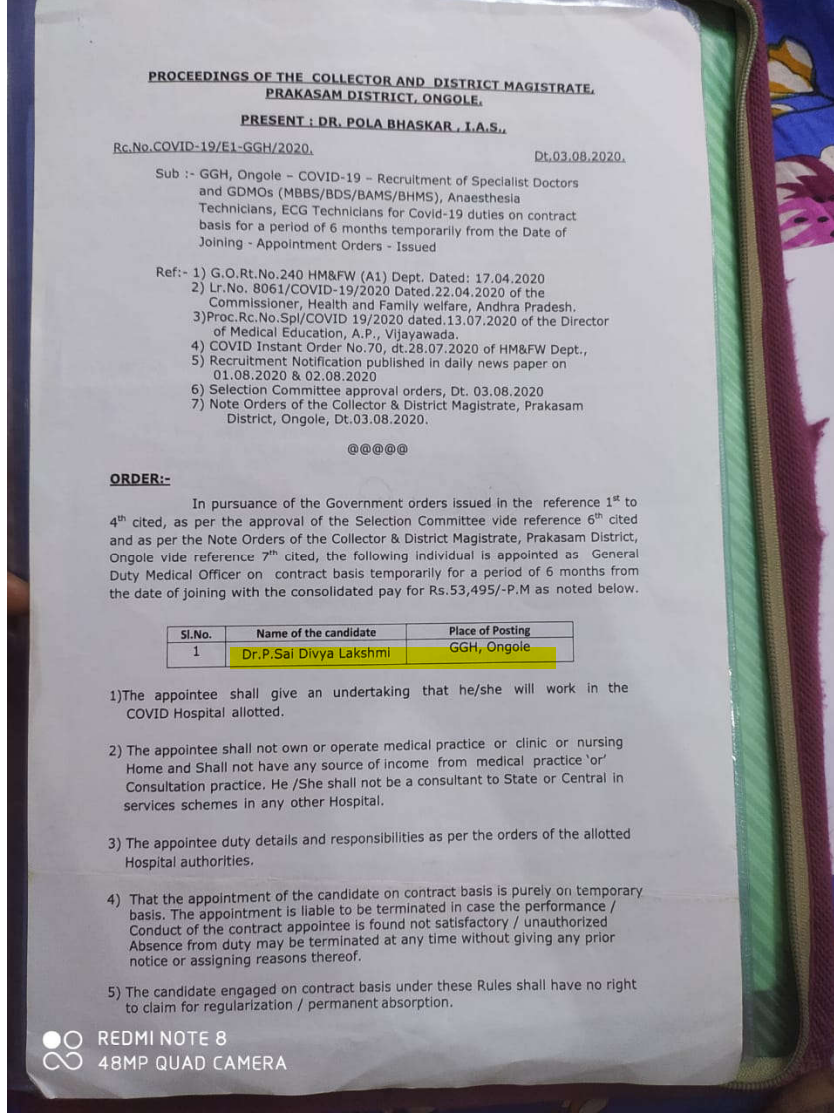 PROCEEDINGS OF THE COLLECTOR AND DISTRICT MAGISTRATE,
PRAKASAM DISTRICT, ONGOLE.
PRESENT : DR. POLA BHASKAR , I.A.S.,
Rc.No.COVID-19/E1-GGH/2020.
Dt.03.08.2020.
Sub :- GGH, Ongole – COVID-19 – Recruitment of Specialist Doctors
and GDMOs (MBBS/BDS/BAMS/BHMS), Anaesthesia
Technicians, ECG Technicians for Covid-19 duties on contract
basis for a period of 6 months temporarily from the Date of
Joining - Appointment Orders - Issued
Ref:- 1) G.O.Rt.No.240 HM&FW (A1) Dept. Dated: 17.04.2020
2) Lr.No. 8061/COVID-19/2020 Dated.22.04.2020 of the
Commissioner, Health and Family welfare, Andhra Pradesh.
3)Proc.Rc.No.Spl/COVID 19/2020 dated.13.07.2020 of the Director
of Medical Education, A.P., Vijayawada.
4) COVID Instant Order No.70, dt.28.07.2020 of HM&FW Dept.,
5) Recruitment Notification published in daily news paper on
01.08.2020 & 02.08.2020
6) Selection Committee approval orders, Dt. 03.08.2020
7) Note Orders of the Collector & District Magistrate, Prakasam
District, Ongole, Dt.03.08.2020.
@@@@@
ORDER:-
In pursuance of the Government orders issued in the reference 1st to
4th cited, as per the approval of the Selection Committee vide reference 6th cited
and as per the Note Orders of the Collector & District Magistrate, Prakasam District,
Ongole vide reference 7th cited, the following individual is appointed as General
Duty Medical Officer on contract basis temporarily for a period of 6 months from
the date of joining with the consolidated pay for Rs.53,495/-P.M as noted below.
Sl.No. Name of the candidate Place of Posting
1 Dr.P.Sai Divya Lakshmi GGH, Ongole
1)The appointee shall give an undertaking that he/she will work in the
COVID Hospital allotted.
2) The appointee shall not own or operate medical practice or clinic or nursing
Home and Shall not have any source of income from medical practice 'or'
Consultation practice. He /She shall not be a consultant to State or Central in
services schemes in any other Hospital.
3) The appointee duty details and responsibilities as per the orders of the allotted
Hospital authorities.
4) That the appointment of the candidate on contract basis is purely on temporary
basis. The appointment is liable to be terminated in case the performance /
Conduct of the contract appointee is found not satisfactory / unauthorized
Absence from duty may be terminated at any time without giving any prior
notice or assigning reasons thereof.
5) The candidate engaged on contract basis under these Rules shall have no right
to claim for regularization / permanent absorption.
REDMI NOTE 8
48MP QUAD CAMERA